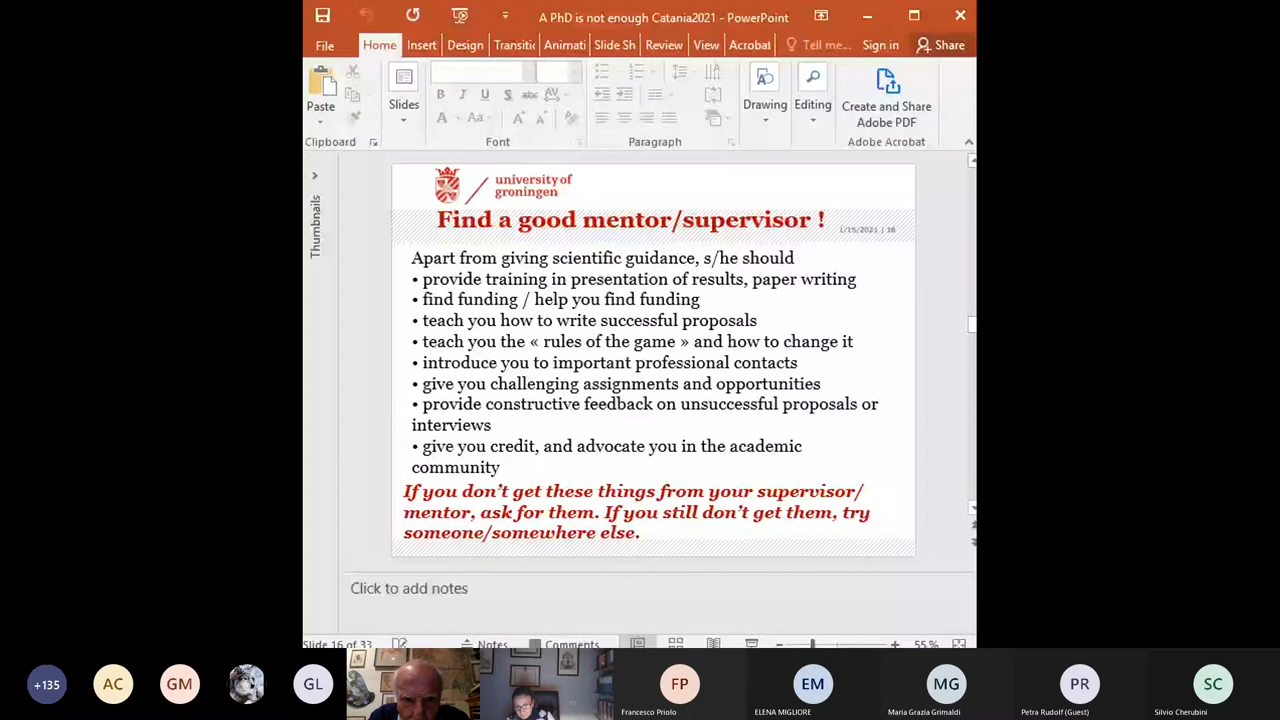 A PhD is not enough Catania2021 - PowerPoint
File Home Insert Design Transitic Animati Slide Sh Review View Acrobat Tell me... Sign in Share
Paste
Slides
Drawing
Editing
Create and Share
Adobe PDF
Clipboard Font Paragraph Adobe Acrobat
Thumbnails
university of
groningen
Find a good mentor/supervisor !
1/15/2021 | 16
Apart from giving scientific guidance, s/he should
• provide training in presentation of results, paper writing
• find funding / help you find funding
• teach you how to write successful proposals
• teach you the « rules of the game » and how to change it
• introduce you to important professional contacts
• give you challenging assignments and opportunities
• provide constructive feedback on unsuccessful proposals or
interviews
• give you credit, and advocate you in the academic
community
If you don't get these things from your supervisor/
mentor, ask for them. If you still don't get them, try
someone/somewhere else.
Click to add notes
Slide 16 of 33 Notes Comments 55 %
+135 AC GM GL FP EM MG PR SC
Francesco Priolo ELENA MIGLIORE Maria Grazia Grimaldi Petra Rudolf (Guest) Silvio Cherubini